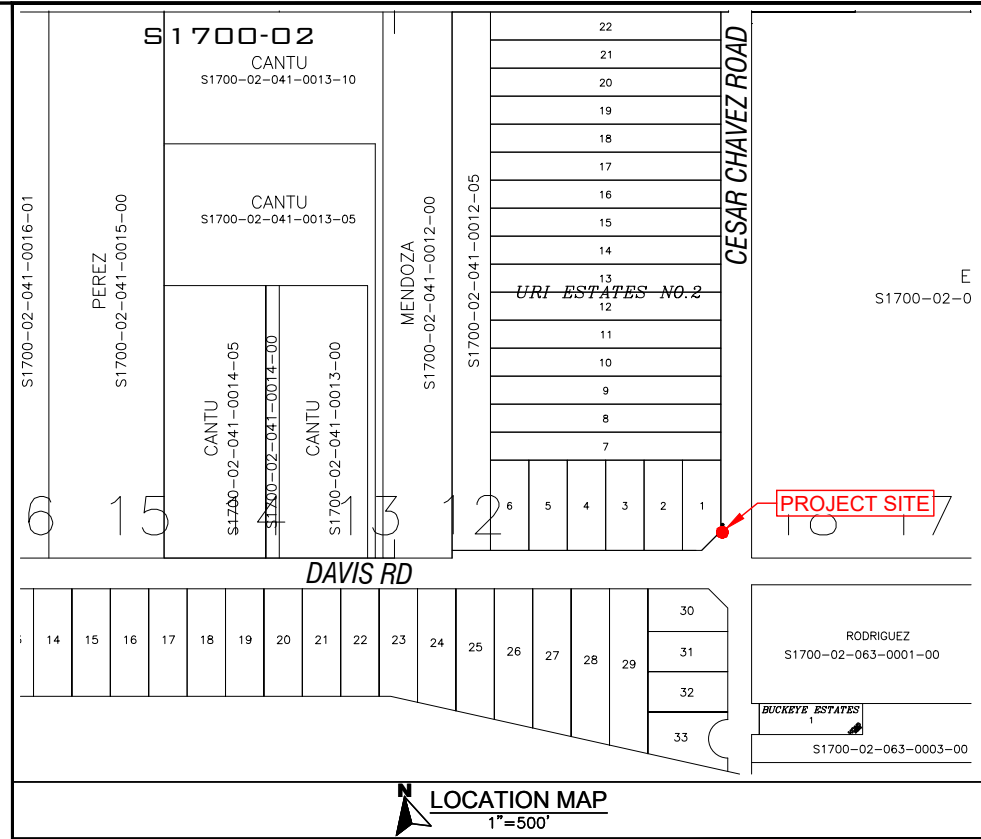 S1700-02
CANTU
S1700-02-041-0013-10
CANTU
S1700-02-041-0013-05
S1700-02-041-0016-01
PEREZ
S1700-02-041-0015-00
CANTU
S1700-02-041-0014-05
S1700-02-041-0014-00
CANTU
S1700-02-041-0013-00
MENDOZA
S1700-02-041-0012-00
S1700-02-041-0012-05
22
21
20
19
18
17
16
15
14
13
URI ESTATES NO.2
12
11
10
9
8
7
6
5
4
3
2
1
CESAR CHAVEZ ROAD
E
S1700-02-0
PROJECT SITE
6
15
13
12
17
DAVIS RD
14
15
16
17
18
19
20
21
22
23
24
25
26
27
28
29
30
31
32
33
RODRIGUEZ
S1700-02-063-0001-00
BUCKEYE ESTATES
1
S1700-02-063-0003-00
N
LOCATION MAP
1"=500'